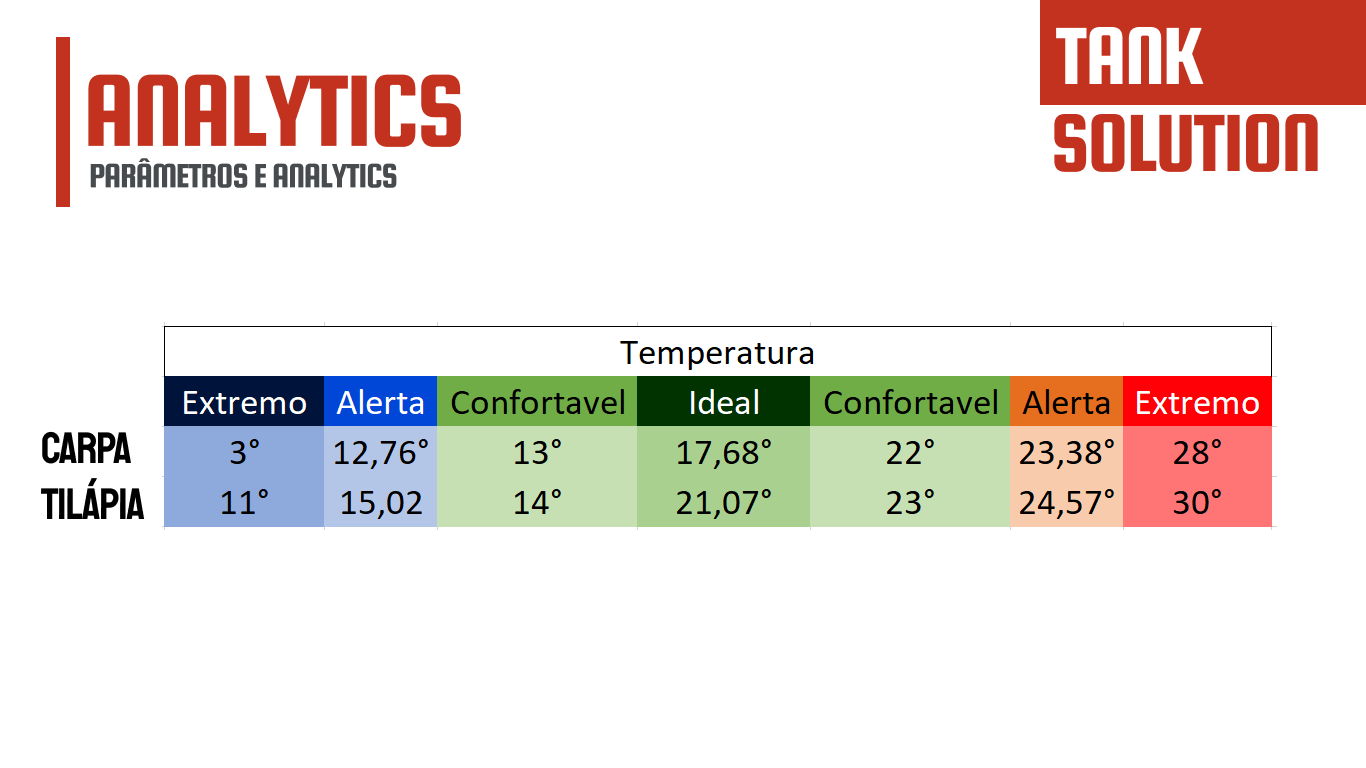 ANALYTICS
PARÂMETROS E ANALYTICS
TANK
SOLUTION
Temperatura
Extremo Alerta Confortavel Ideal Confortavel Alerta Extremo
CARPA 3° 12,76° 13° 17,68° 22° 23,38° 28°
TILÁPIA 11° 15,02 14° 21,07° 23° 24,57° 30°